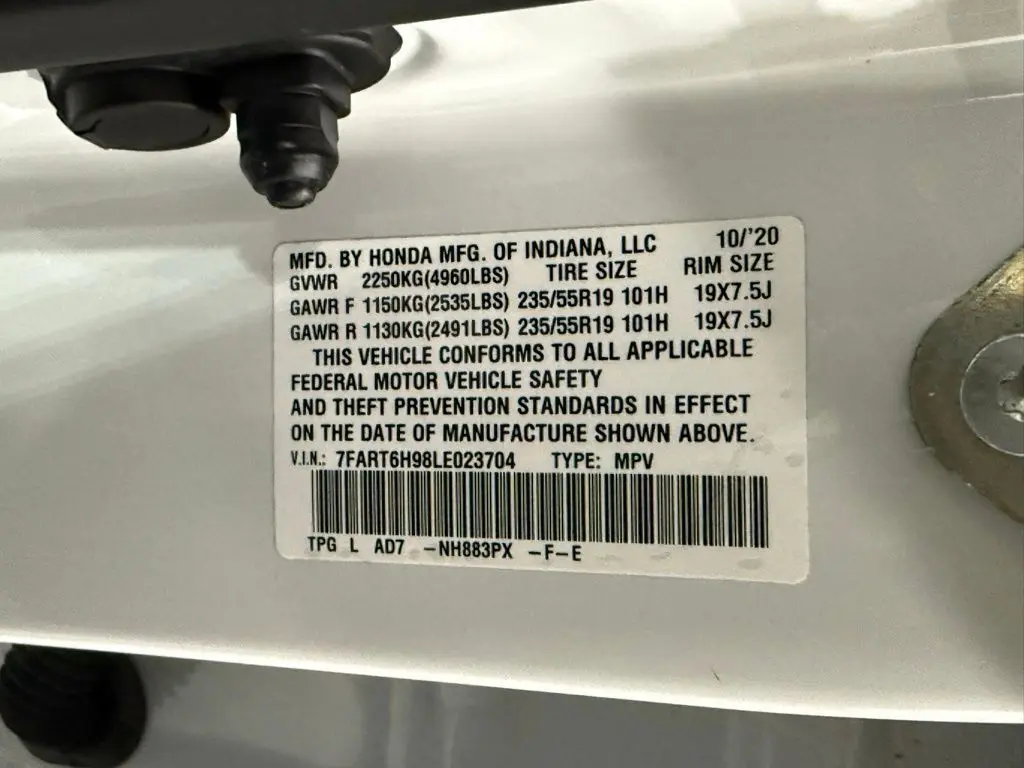 MFD. BY HONDA MFG. OF INDIANA, LLC 10/'20
GVWR 2250KG(4960LBS) TIRE SIZE RIM SIZE
GAWR F 1150KG(2535LBS) 235/55R19 101H 19X7.5J
GAWR R 1130KG(2491LBS) 235/55R19 101H 19X7.5J
THIS VEHICLE CONFORMS TO ALL APPLICABLE
FEDERAL MOTOR VEHICLE SAFETY
AND THEFT PREVENTION STANDARDS IN EFFECT
ON THE DATE OF MANUFACTURE SHOWN ABOVE.
V.I.N.: 7FART6H98LE023704 TYPE: MPV
TPG L AD7 -NH883PX -F-E